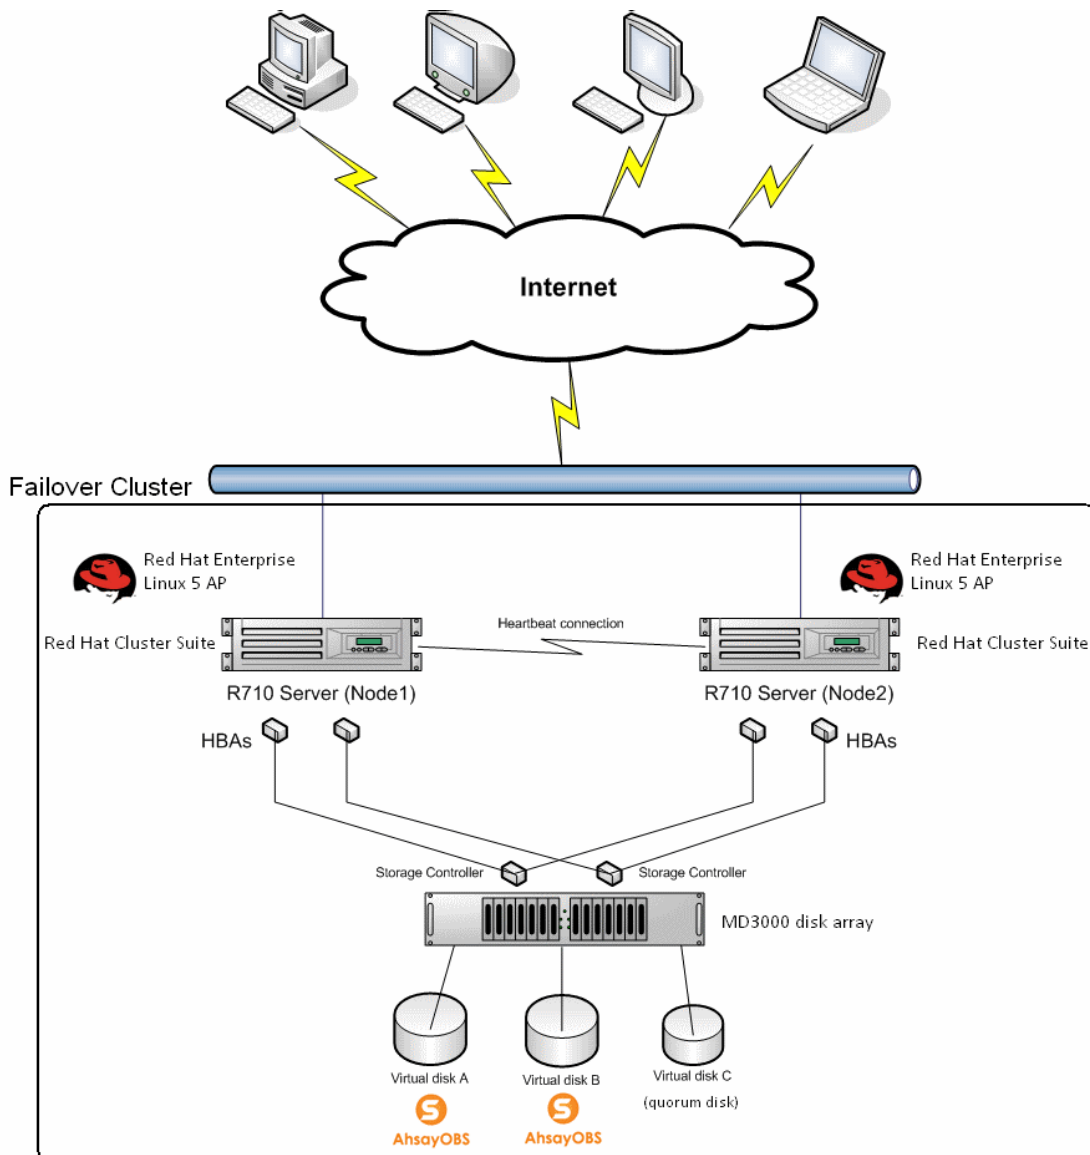 Internet
Failover Cluster
Red Hat Enterprise
Linux 5 AP
Red Hat Enterprise
Linux 5 AP
Red Hat Cluster Suite
Heartbeat connection
Red Hat Cluster Suite
R710 Server (Node1)
R710 Server (Node2)
HBAs
HBAs
Storage Controller
Storage Controller
MD3000 disk array
Virtual disk A
Virtual disk B
Virtual disk C
(quorum disk)
S
AhsayOBS
S
AhsayOBS